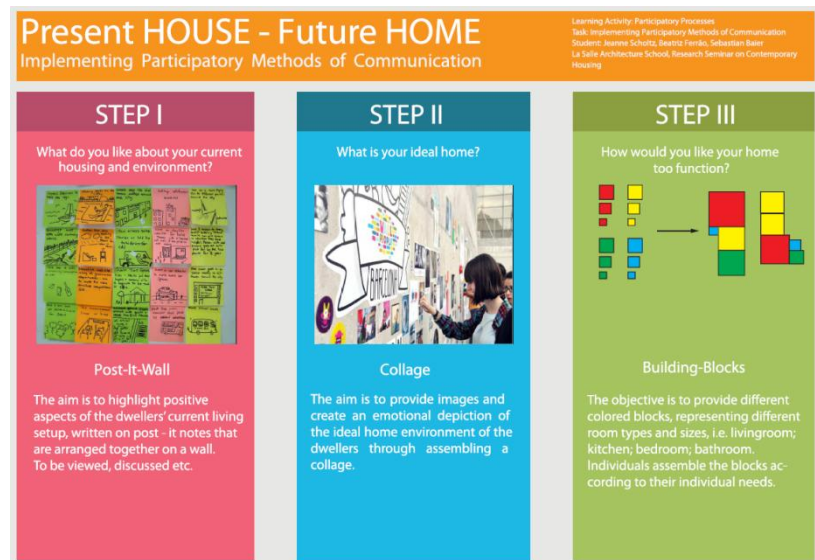 Present HOUSE - Future HOME
Implementing Participatory Methods of Communication
Learning Activity: Participatory Processes
Task: Implementing Participatory Methods of Communication
Student: Jeanne Scholtz, Beatriz Ferrão, Sebastian Baier
La Salle Architecture School, Research Seminar on Contemporary
Housing
STEP I
What do you like about your current
housing and environment?
Post-It-Wall
The aim is to highlight positive
aspects of the dwellers' current living
setup, written on post - it notes that
are arranged together on a wall.
To be viewed, discussed etc.
STEP II
What is your ideal home?
BARCELONA
Collage
The aim is to provide images and
create an emotional depiction of
the ideal home environment of the
dwellers through assembling a
collage.
STEP III
How would you like your home
too function?
Building-Blocks
The objective is to provide different
colored blocks, representing different
room types and sizes, i.e. livingroom;
kitchen; bedroom; bathroom.
Individuals assemble the blocks ac-
cording to their individual needs.